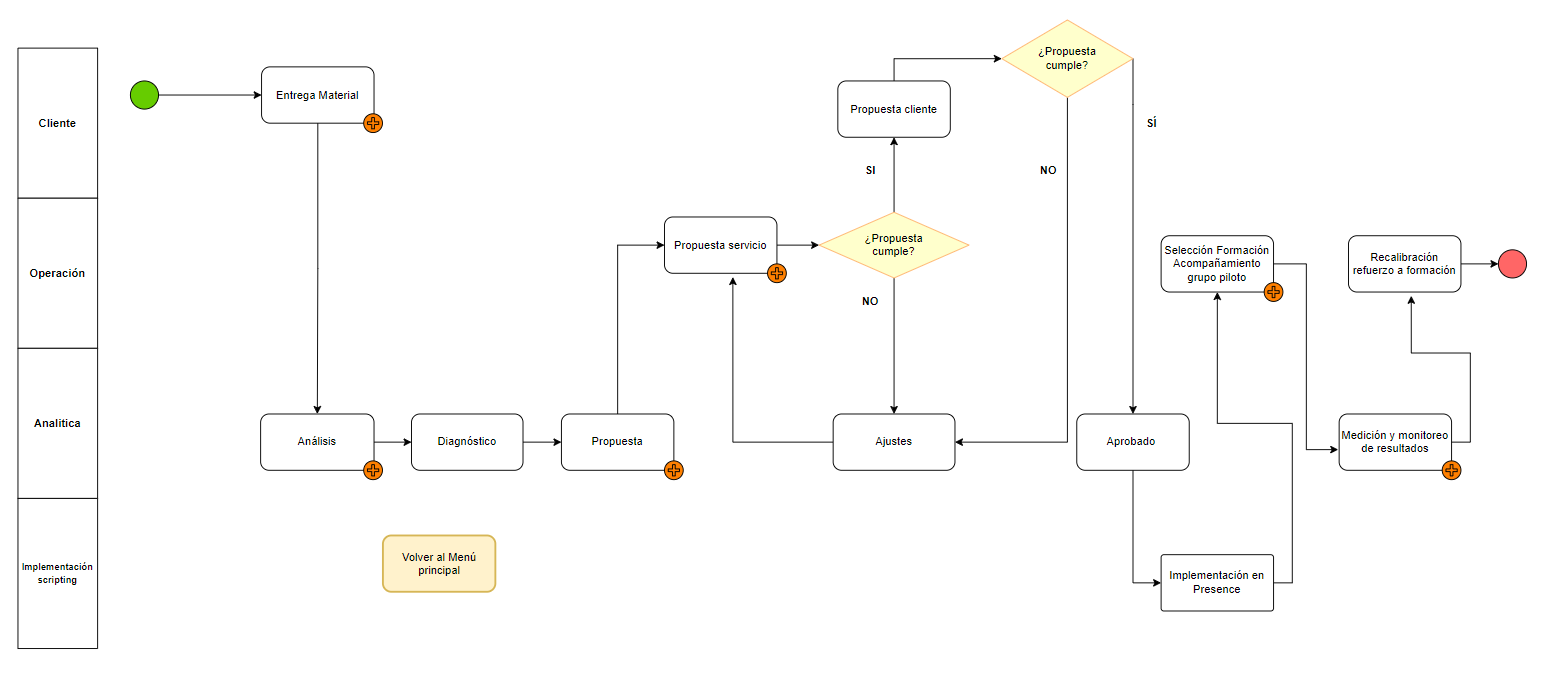 ¿Propuesta
cumple?
Entrega Material
Propuesta cliente
Cliente
SÍ
SI
NO
Propuesta servicio
¿Propuesta
cumple?
Selección Formación
Acompañamiento
grupo piloto
Recalibración
refuerzo a formación
Operación
NO
Analitica
Análisis
Diagnóstico
Propuesta
Ajustes
Aprobado
Medición y monitoreo
de resultados
Volver al Menú
principal
Implementación
scripting
Implementación en
Presence